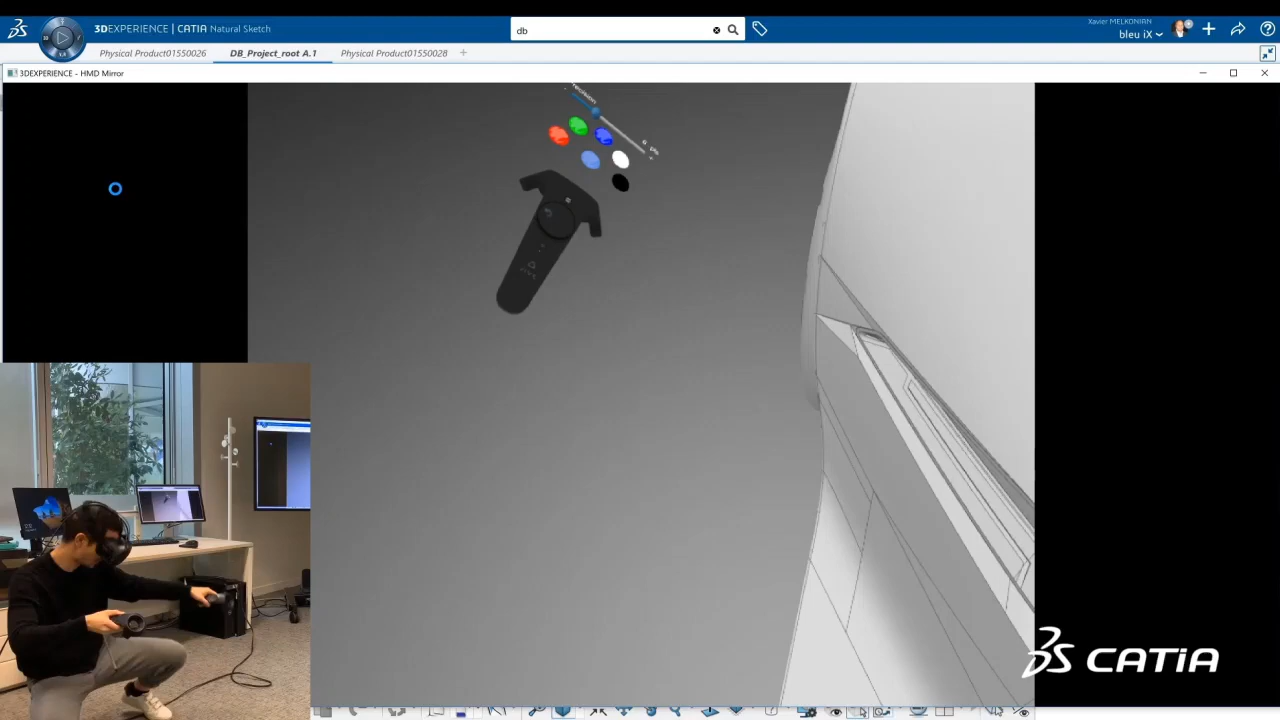 3DEXPERIENCE | CATIA Natural Sketch
db
Xavier MELKONIAN
bleu iX
Physical Product01550026
DB_Project_root A.1
Physical Product01550028
3DEXPERIENCE - HMD Mirror
CATIA